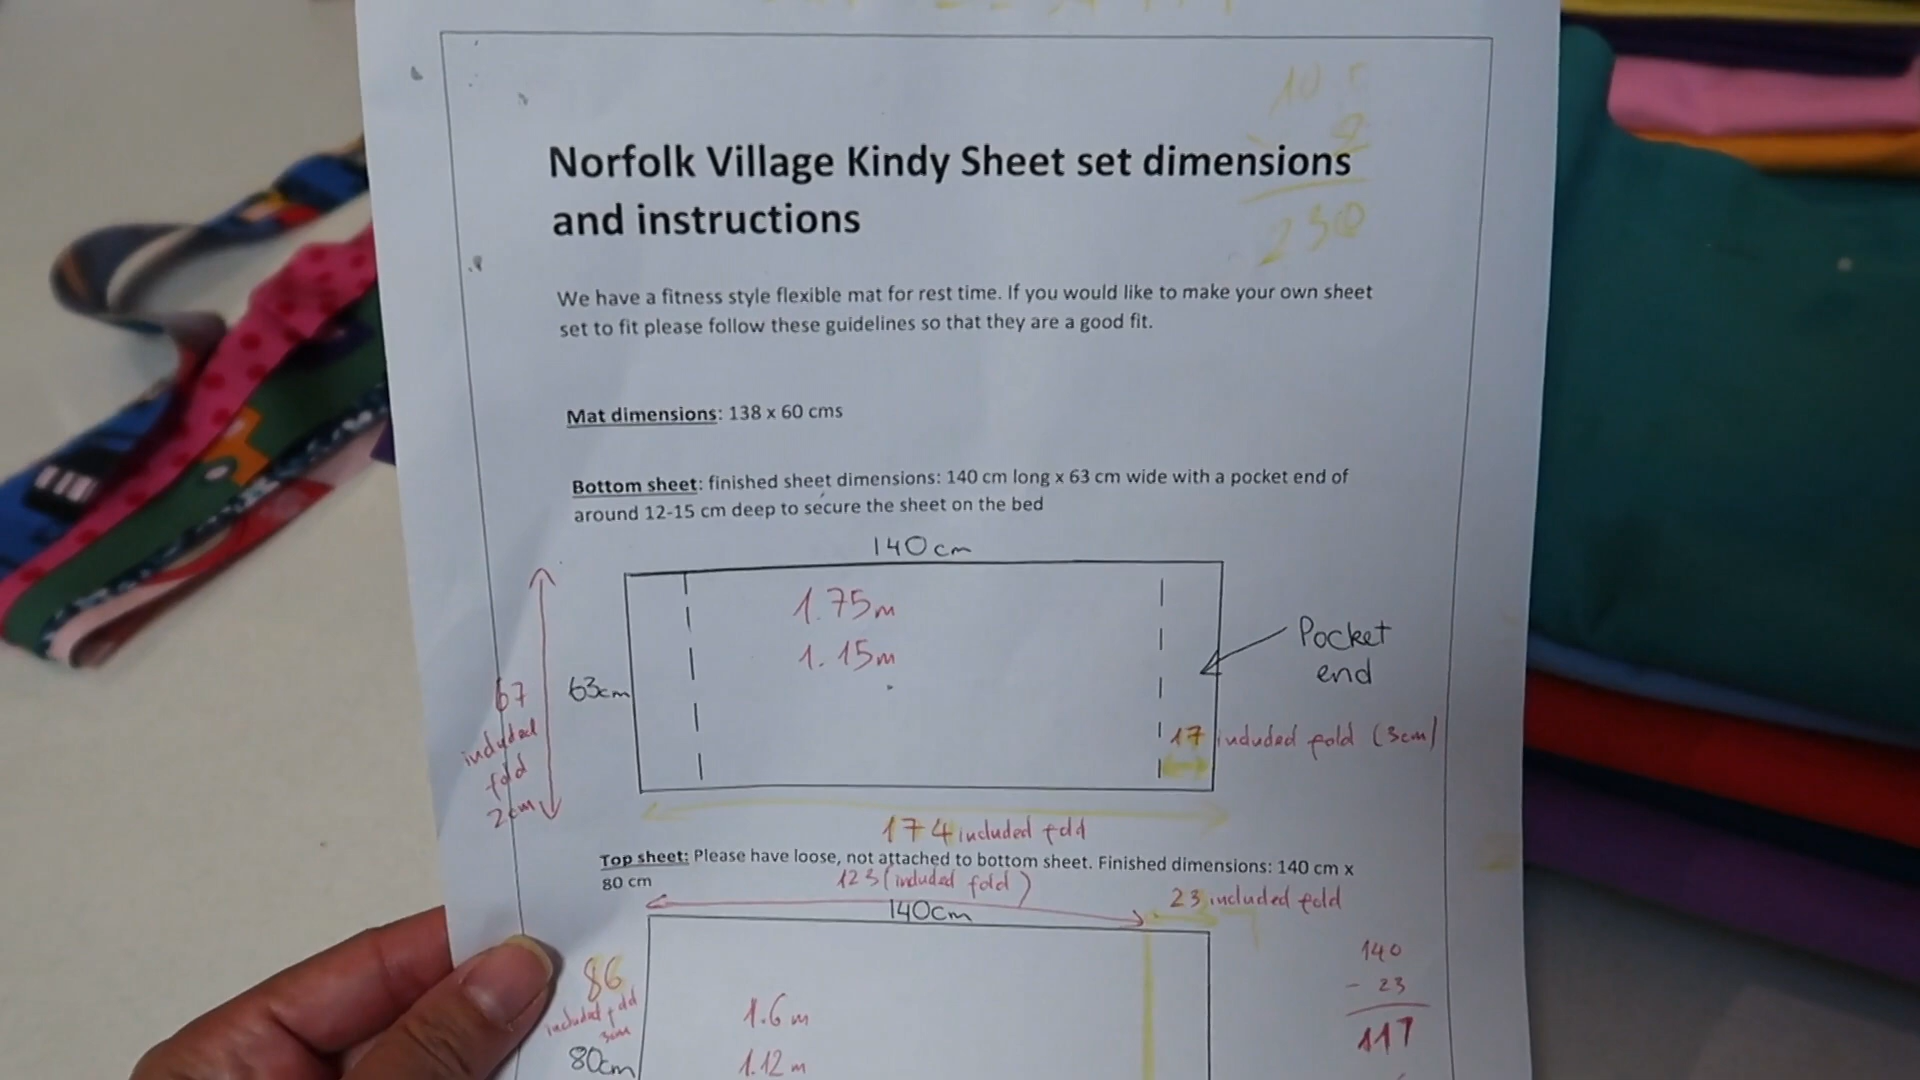 Norfolk Village Kindy Sheet set dimensions
and instructions
230
We have a fitness style flexible mat for rest time. If you would like to make your own sheet
set to fit please follow these guidelines so that they are a good fit.
Mat dimensions: 138 x 60 cms
Bottom sheet: finished sheet dimensions: 140 cm long x 63 cm wide with a pocket end of
around 12-15 cm deep to secure the sheet on the bed
140cm
1.75m
1.15m
Pocket
end
63cm
67
included
fold
2cm
17 included fold (3cm)
174 included fold
Top sheet: Please have loose, not attached to bottom sheet. Finished dimensions: 140 cm x
80 cm
123 (included fold)
23 included fold
140cm
86
included fold
3cm
80cm
1.6m
1.12m
140
- 23
117